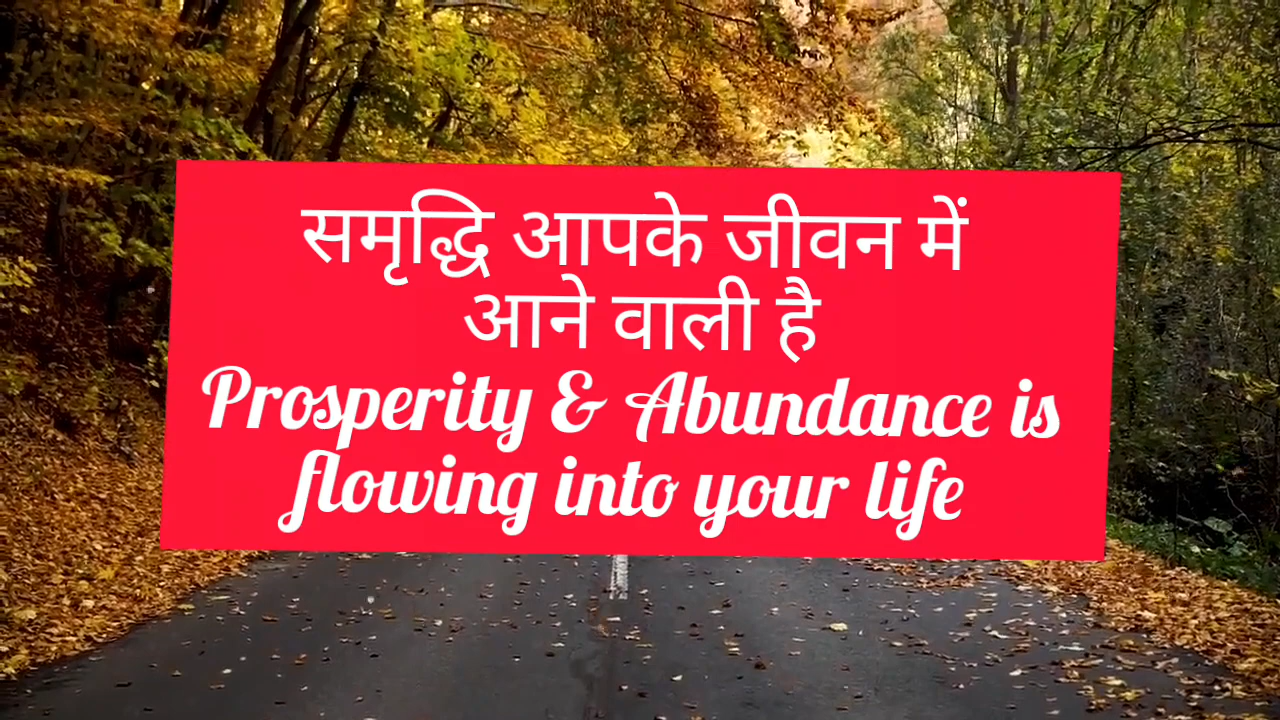 समृद्धि आपके जीवन में
आने वाली है
Prosperity & Abundance is
flowing into your life